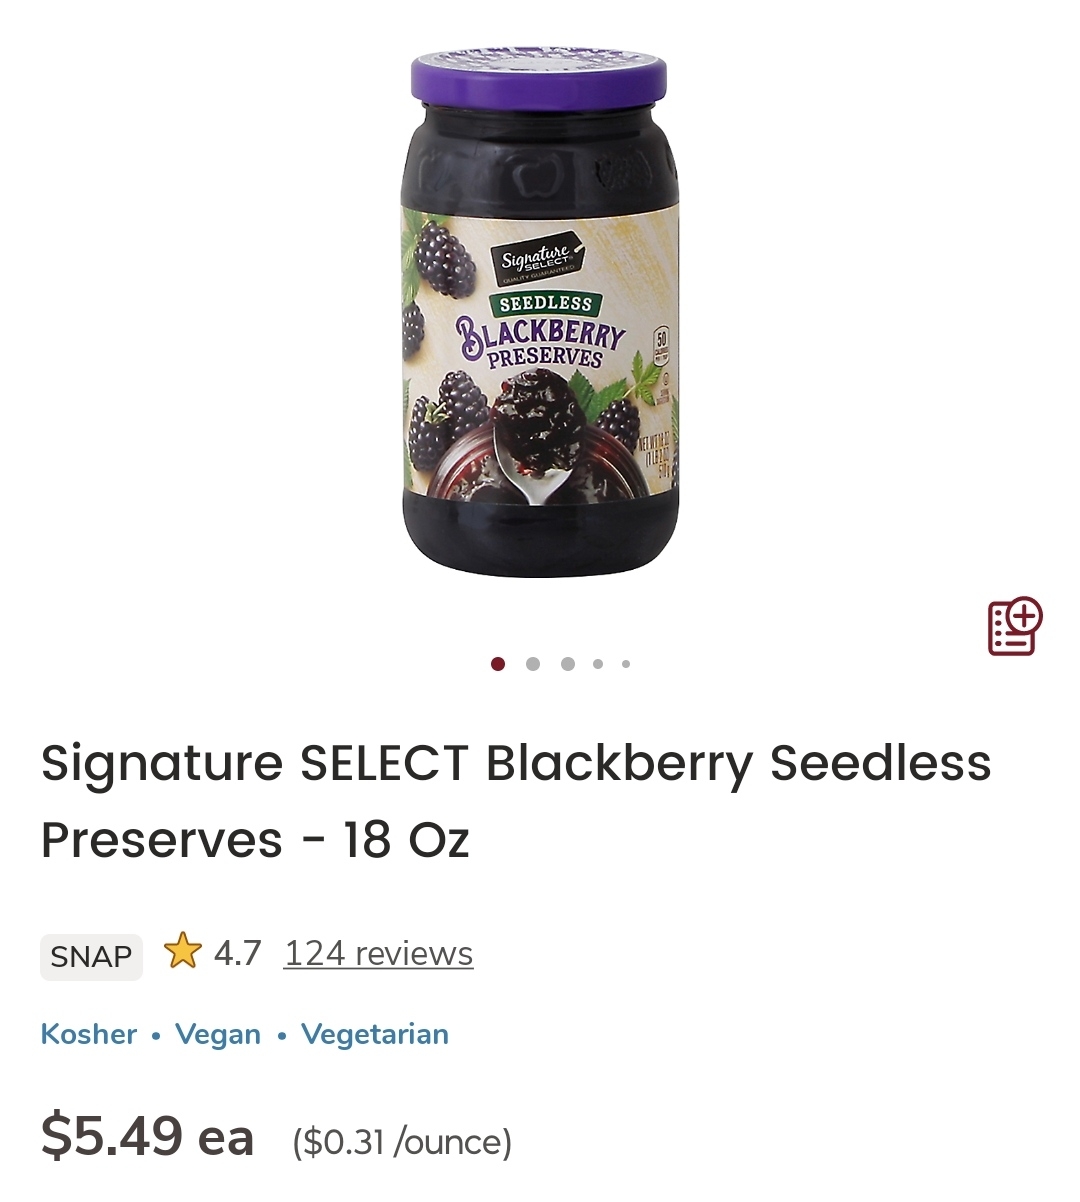 Signature
SELECT
QUALITY GUARANTEED
SEEDLESS
BLACKBERRY
PRESERVES
50
CALORIES
NET WT 18 OZ
(1 LB 2 OZ)
Signature SELECT Blackberry Seedless
Preserves - 18 Oz
SNAP 4.7 124 reviews
Kosher • Vegan • Vegetarian
$5.49 ea ($0.31 /ounce)